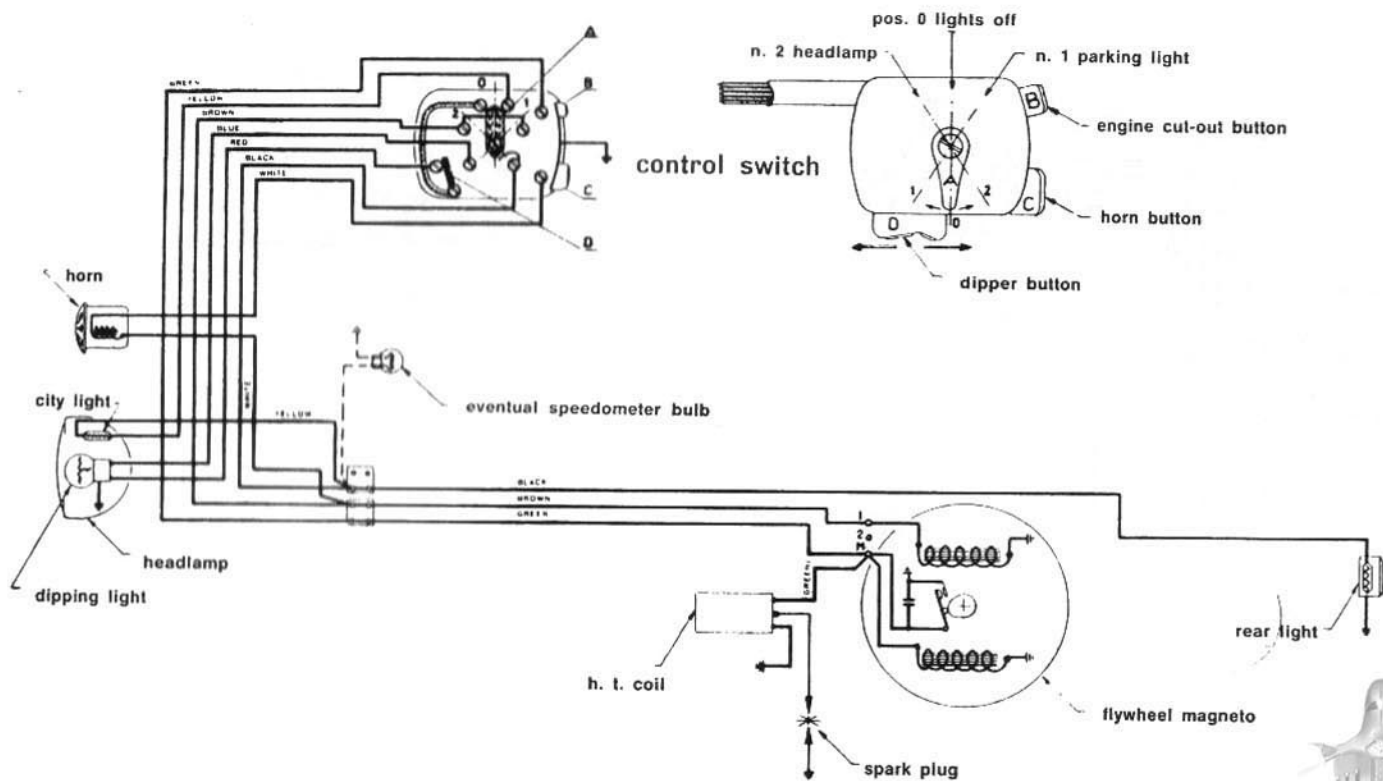 pos. 0 lights off
n. 2 headlamp
n. 1 parking light
A
B
0
1
2
C
D
GREEN
YELLOW
BROWN
BLUE
RED
BLACK
WHITE
control switch
B
engine cut-out button
A
1
2
0
C
horn button
D
dipper button
horn
eventual speedometer bulb
city light
WHITE
YELLOW
BLACK
BROWN
GREEN
1
2
M
headlamp
dipping light
(GREEN)
h. t. coil
rear light
flywheel magneto
spark plug